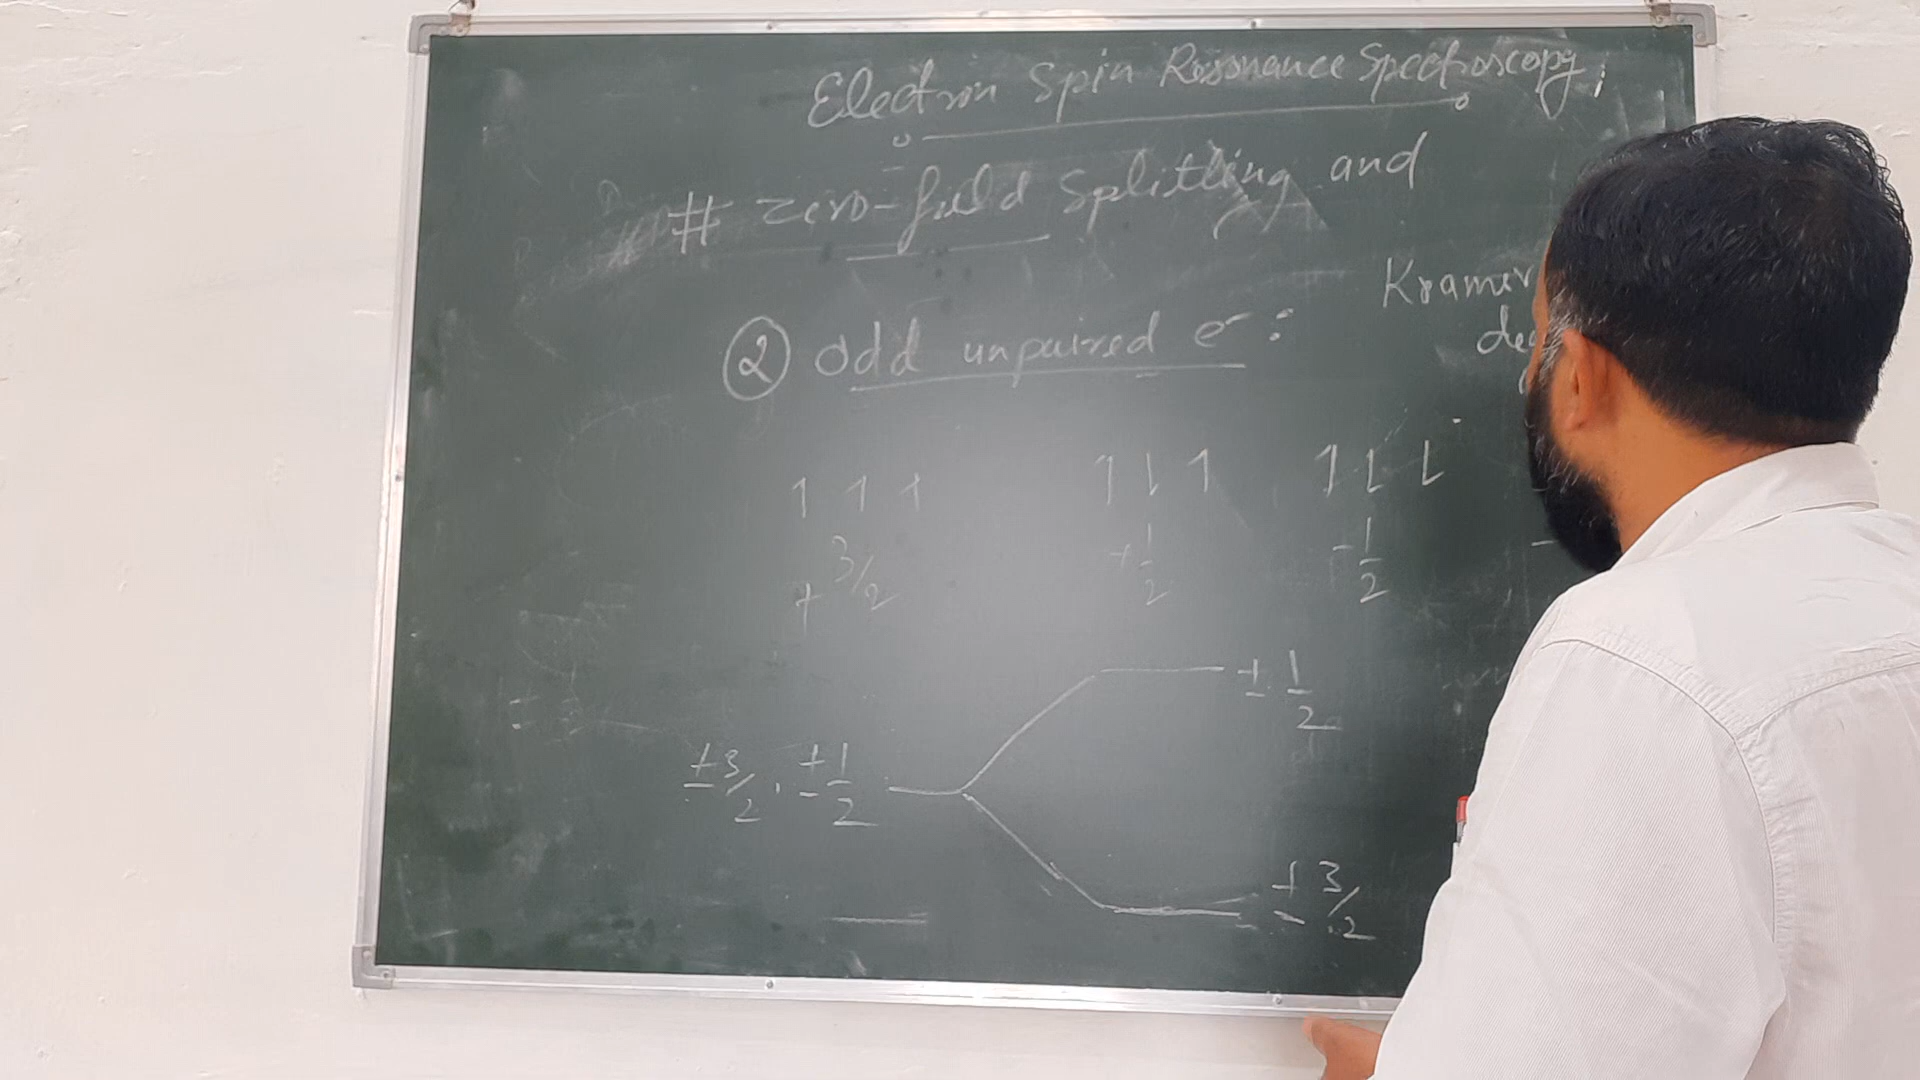 Electron Spin Resonance Spectroscopy;
# Zero-field Splitting and
Kramer
deg
② Odd unpaired e⁻:
↿ ↿ ↿ ↿ ⇂ ↿ ↿ ⇂ ⇂
+3/2 +1/2 -1/2
±1/2
±3/2, ±1/2
±3/2